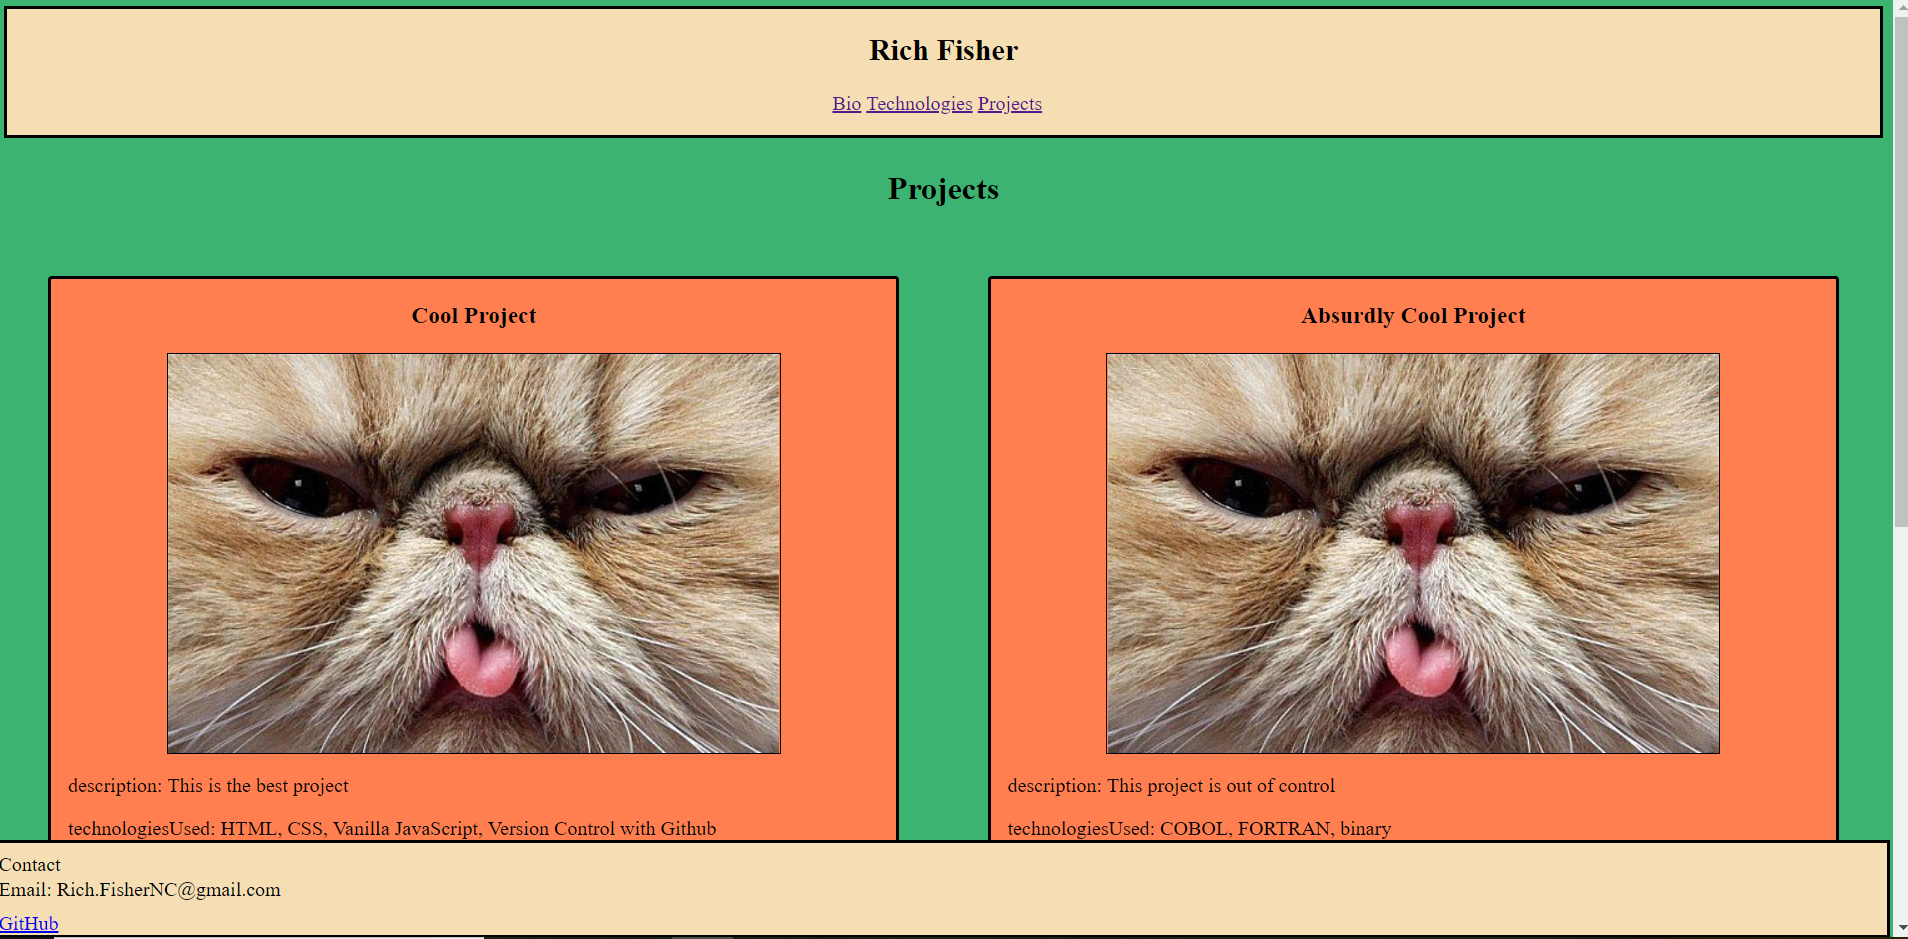 Rich Fisher
Bio Technologies Projects
Projects
Cool Project
description: This is the best project
technologiesUsed: HTML, CSS, Vanilla JavaScript, Version Control with Github
Absurdly Cool Project
description: This project is out of control
technologiesUsed: COBOL, FORTRAN, binary
Contact
Email: Rich.FisherNC@gmail.com
GitHub